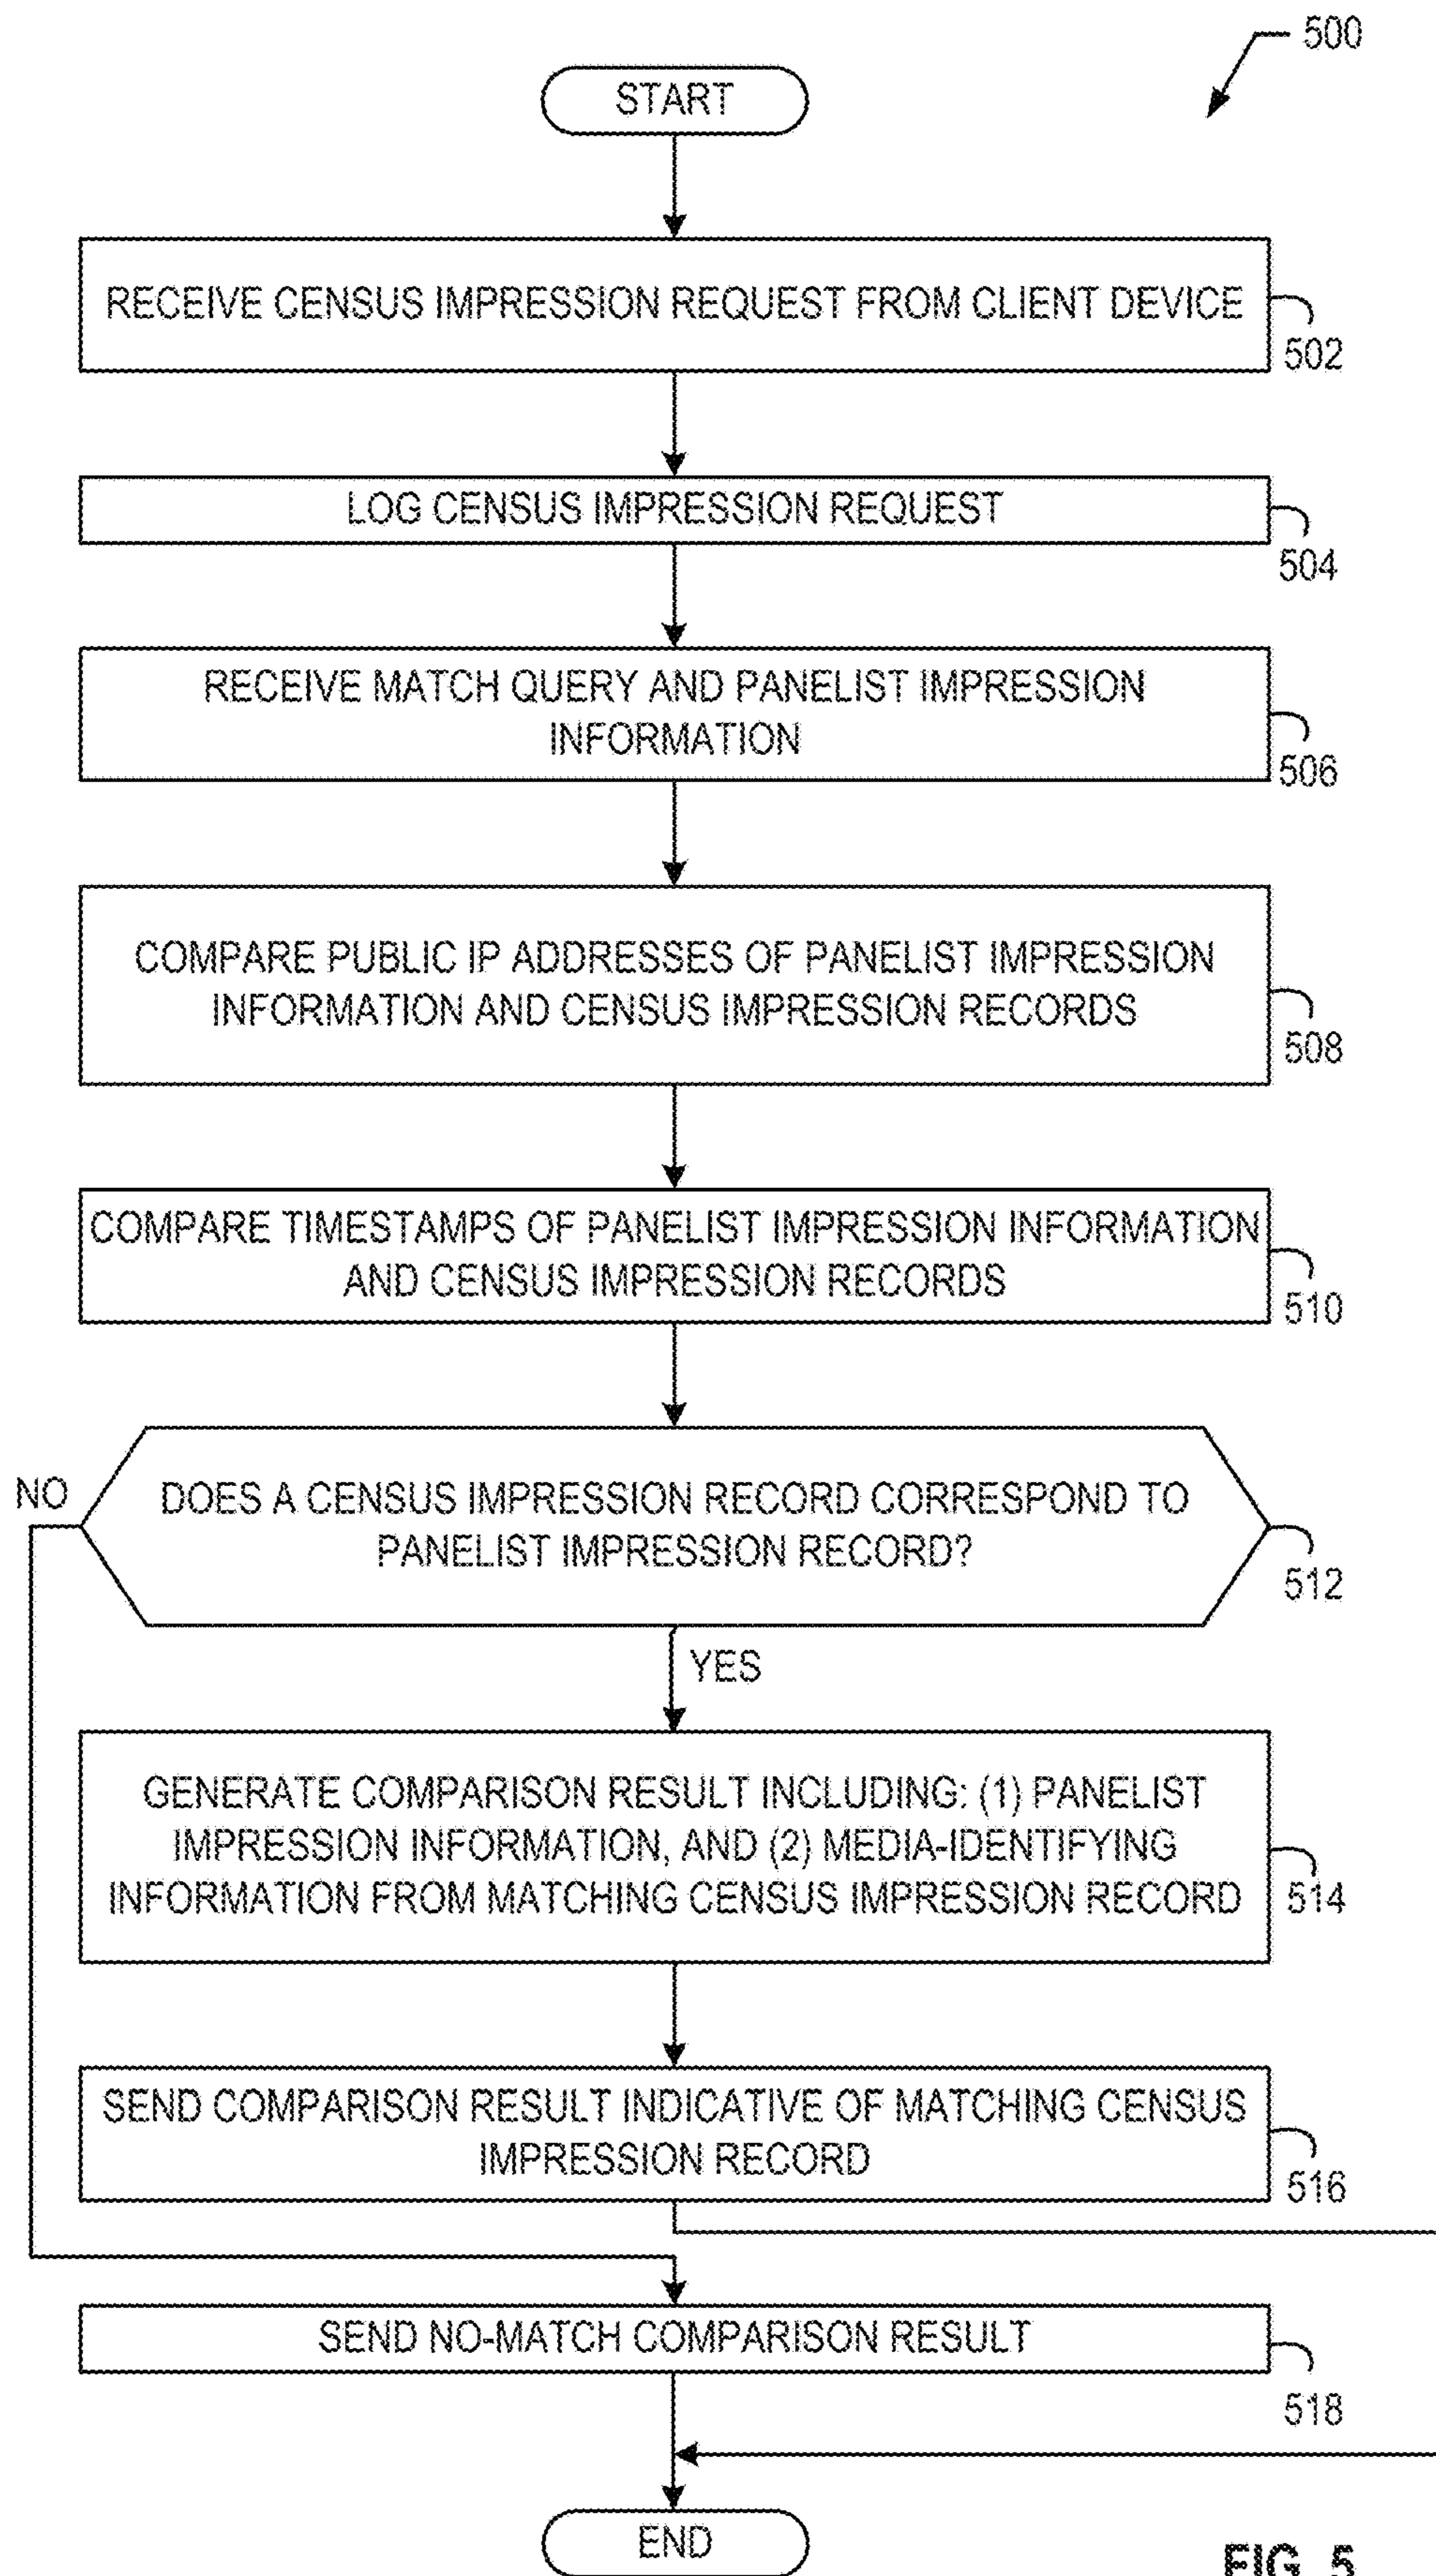 500
START
RECEIVE CENSUS IMPRESSION REQUEST FROM CLIENT DEVICE
502
LOG CENSUS IMPRESSION REQUEST
504
RECEIVE MATCH QUERY AND PANELIST IMPRESSION
INFORMATION
506
COMPARE PUBLIC IP ADDRESSES OF PANELIST IMPRESSION
INFORMATION AND CENSUS IMPRESSION RECORDS
508
COMPARE TIMESTAMPS OF PANELIST IMPRESSION INFORMATION
AND CENSUS IMPRESSION RECORDS
510
NO
DOES A CENSUS IMPRESSION RECORD CORRESPOND TO
PANELIST IMPRESSION RECORD?
512
YES
GENERATE COMPARISON RESULT INCLUDING: (1) PANELIST
IMPRESSION INFORMATION, AND (2) MEDIA-IDENTIFYING
INFORMATION FROM MATCHING CENSUS IMPRESSION RECORD
514
SEND COMPARISON RESULT INDICATIVE OF MATCHING CENSUS
IMPRESSION RECORD
516
SEND NO-MATCH COMPARISON RESULT
518
END
FIG. 5